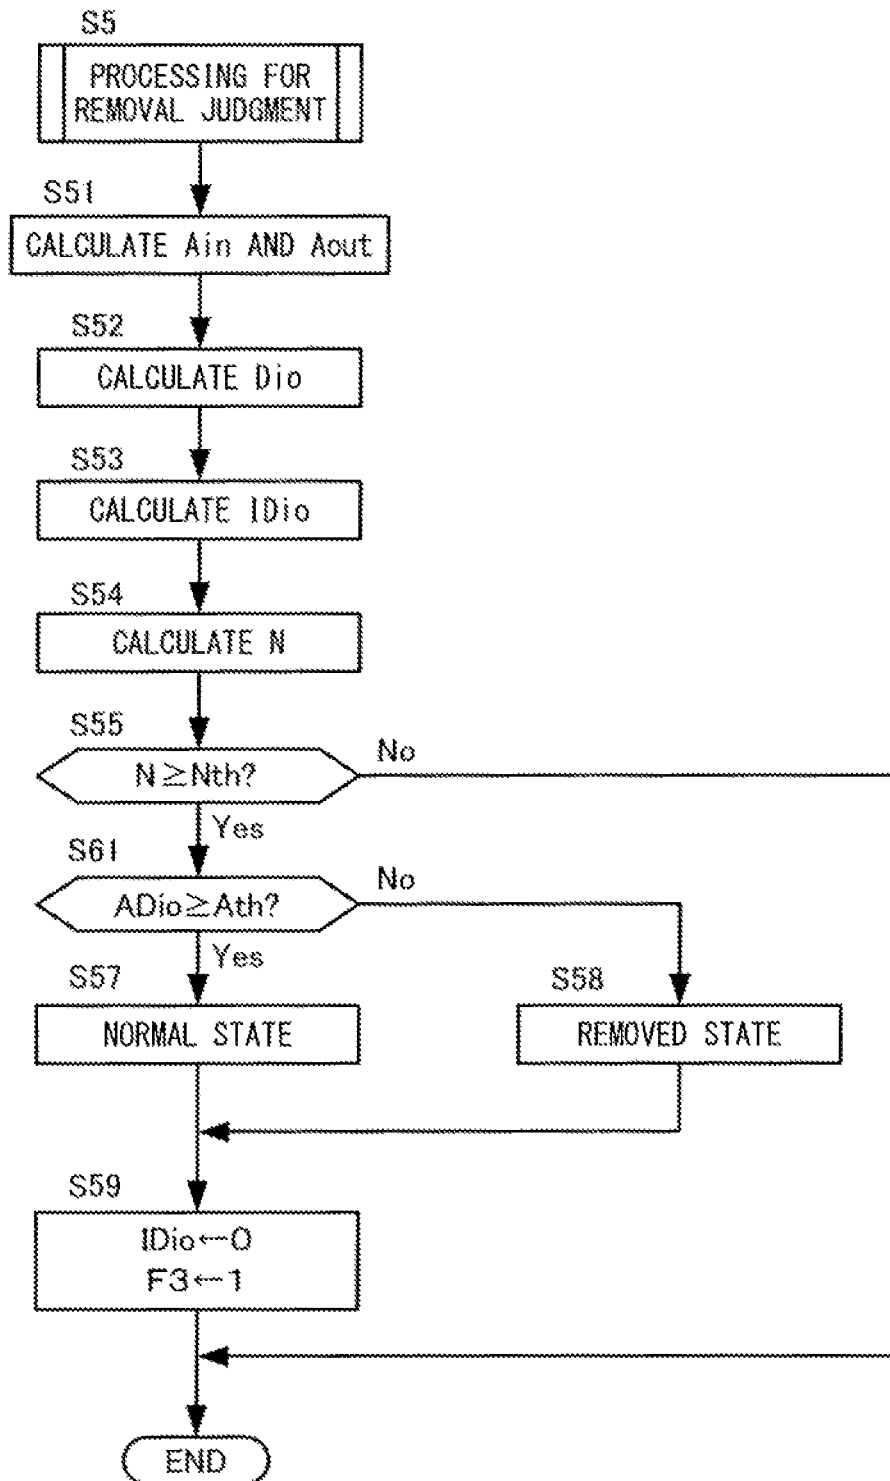 S5
PROCESSING FOR
REMOVAL JUDGMENT
S51
CALCULATE Ain AND Aout
S52
CALCULATE Dio
S53
CALCULATE IDio
S54
CALCULATE N
S55
N≧Nth?
No
Yes
S61
ADio≧Ath?
No
Yes
S57
NORMAL STATE
S58
REMOVED STATE
S59
IDio←0
F3←1
END